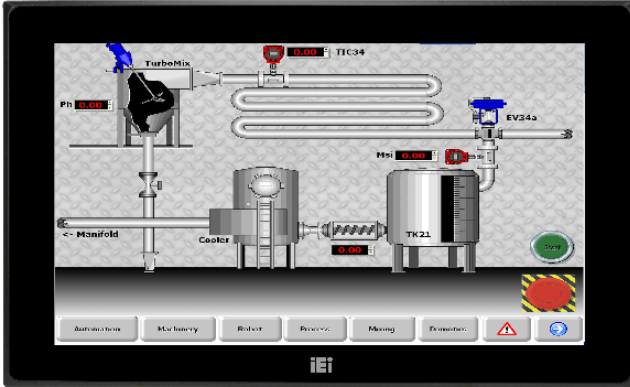 TurboMix
0.00 TIC34
Ph 0.00
EV34a
Msi 0.00
<- Manifold
Cooler
TK21
0.00
Start
Automation
Machinery
Robot
Process
Mixing
Domotics
iEi